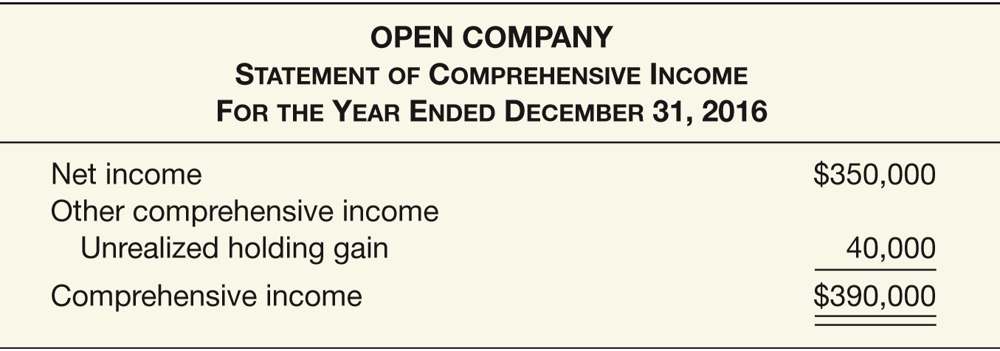 OPEN COMPANY
STATEMENT OF COMPREHENSIVE INCOME
FOR THE YEAR ENDED DECEMBER 31, 2016
Net income $350,000
Other comprehensive income
Unrealized holding gain 40,000
Comprehensive income $390,000